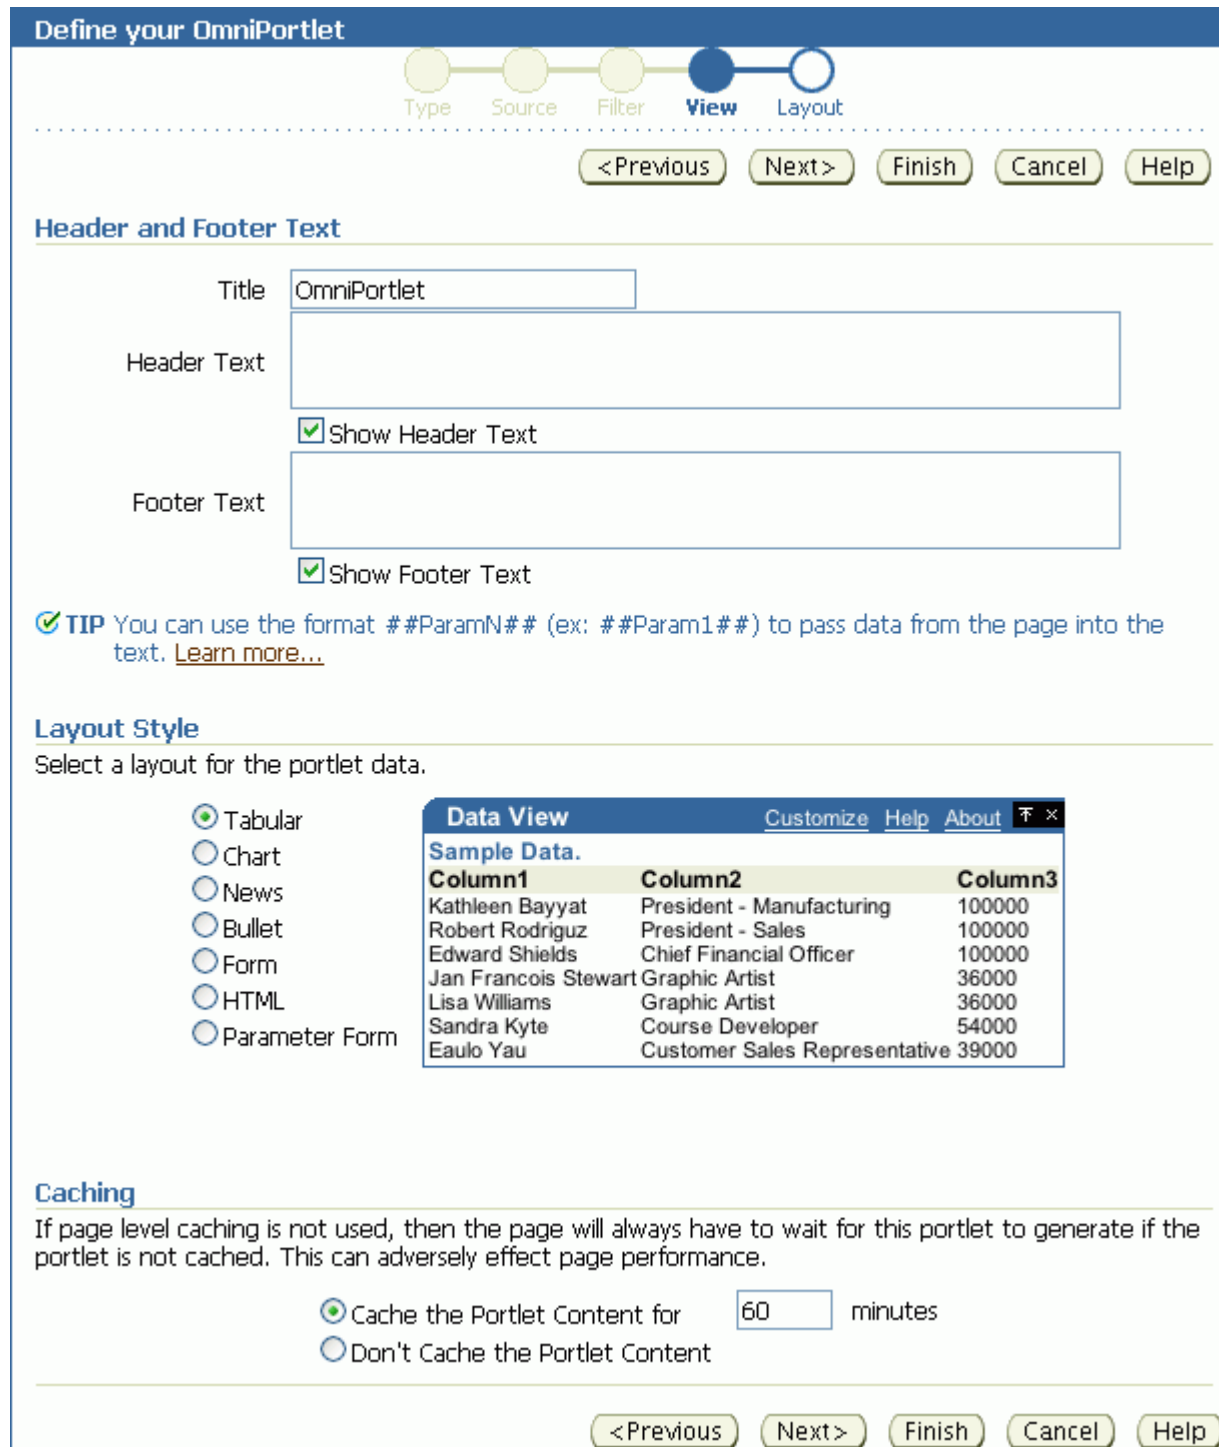 Define your OmniPortlet
Type Source Filter View Layout
<Previous Next> Finish Cancel Help
Header and Footer Text
Title OmniPortlet
Header Text
Show Header Text
Footer Text
Show Footer Text
TIP You can use the format ##ParamN## (ex: ##Param1##) to pass data from the page into the
text. Learn more...
Layout Style
Select a layout for the portlet data.
Tabular
Chart
News
Bullet
Form
HTML
Parameter Form
Data View Customize Help About
Sample Data.
Column1 Column2 Column3
Kathleen Bayyat President - Manufacturing 100000
Robert Rodriguz President - Sales 100000
Edward Shields Chief Financial Officer 100000
Jan Francois Stewart Graphic Artist 36000
Lisa Williams Graphic Artist 36000
Sandra Kyte Course Developer 54000
Eaulo Yau Customer Sales Representative 39000
Caching
If page level caching is not used, then the page will always have to wait for this portlet to generate if the
portlet is not cached. This can adversely effect page performance.
Cache the Portlet Content for 60 minutes
Don't Cache the Portlet Content
<Previous Next> Finish Cancel Help